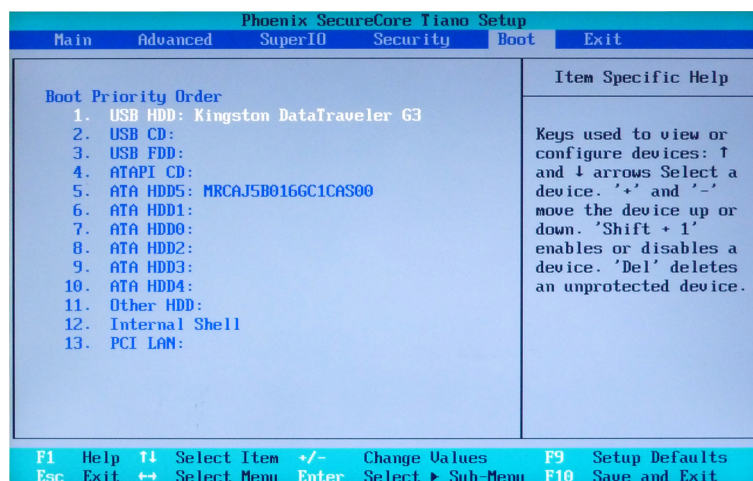 Phoenix SecureCore Tiano Setup
Main Advanced SuperIO Security Boot Exit
Boot Priority Order
1. USB HDD: Kingston DataTraveler G3
2. USB CD:
3. USB FDD:
4. ATAPI CD:
5. ATA HDD5: MRCAJ5B016GC1CAS00
6. ATA HDD1:
7. ATA HDD0:
8. ATA HDD2:
9. ATA HDD3:
10. ATA HDD4:
11. Other HDD:
12. Internal Shell
13. PCI LAN:
Item Specific Help
Keys used to view or
configure devices: ↑
and ↓ arrows Select a
device. '+' and '-'
move the device up or
down. 'Shift + 1'
enables or disables a
device. 'Del' deletes
an unprotected device.
F1 Help ↑↓ Select Item +/- Change Values F9 Setup Defaults
Esc Exit ↔ Select Menu Enter Select ▶ Sub-Menu F10 Save and Exit